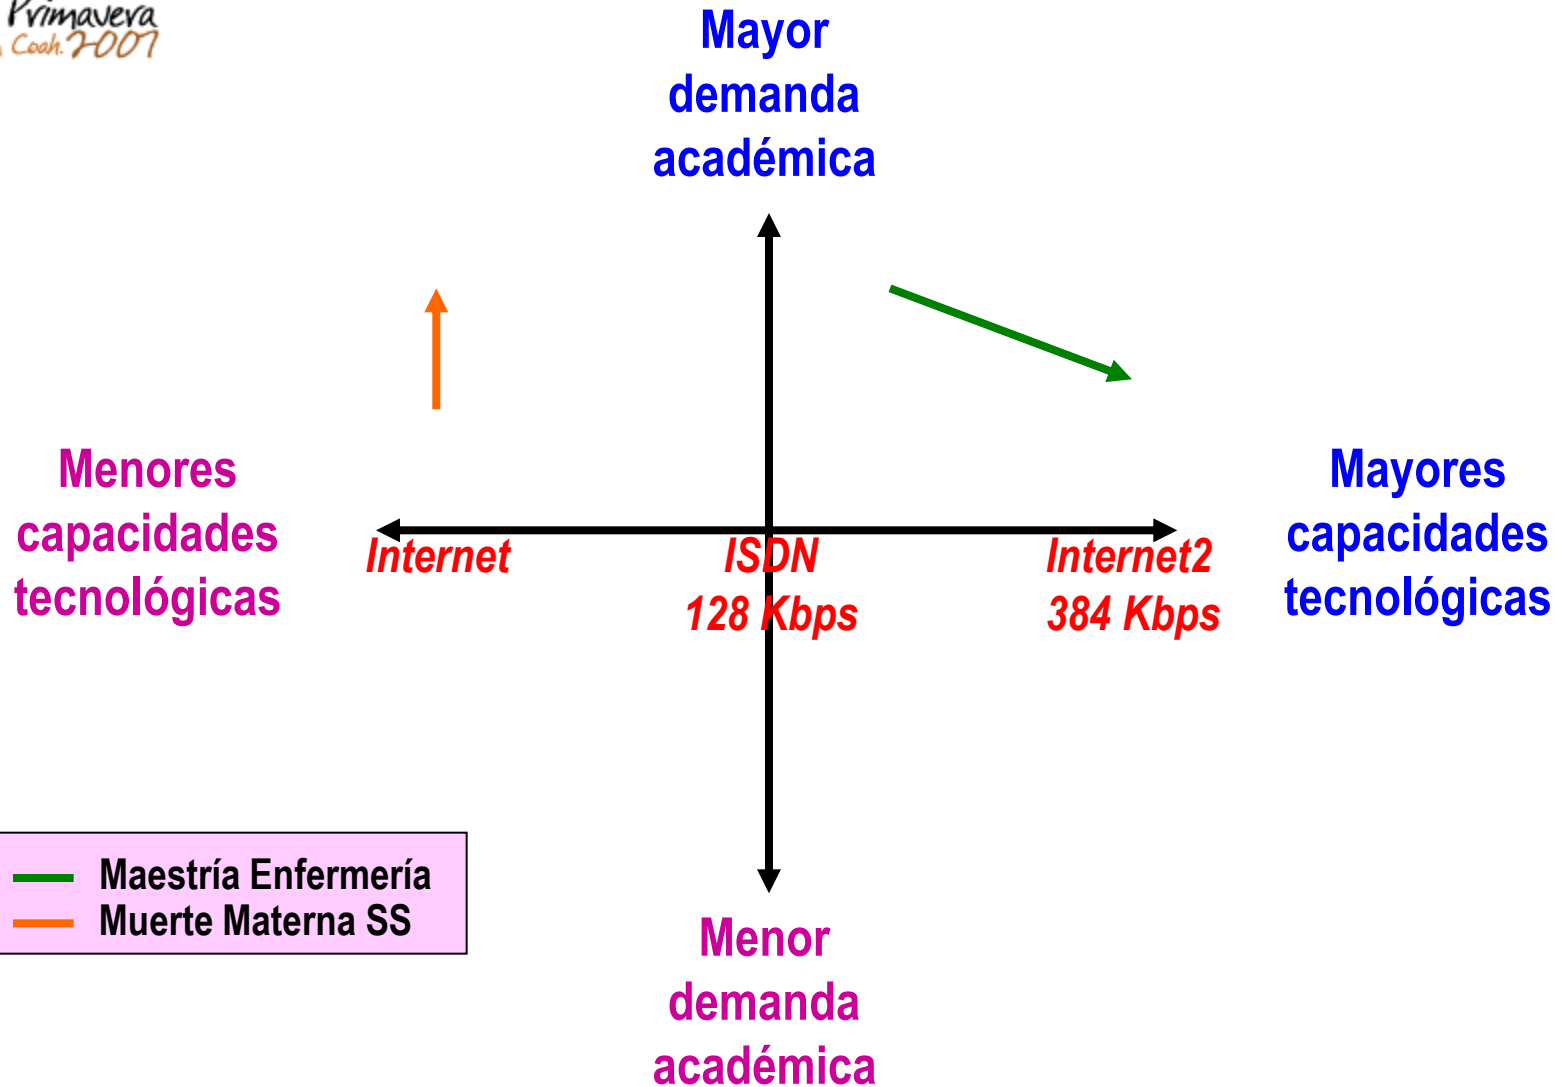 Primavera
Coah. 2007
Mayor
demanda
académica
Menores
capacidades
tecnológicas
Mayores
capacidades
tecnológicas
Internet
ISDN
128 Kbps
Internet2
384 Kbps
Maestría Enfermería
Muerte Materna SS
Menor
demanda
académica